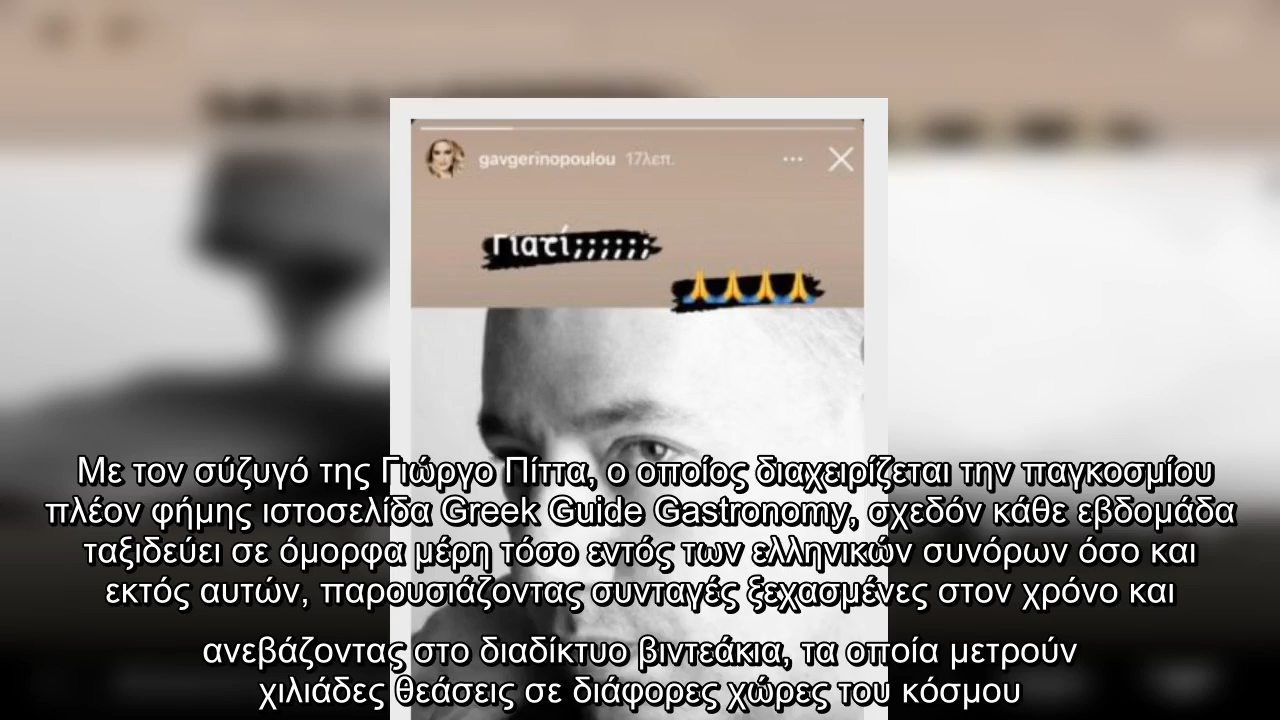 gavgerinopoulou 17λεπ.
Γιατί;;;;;;
Με τον σύζυγό της Γιώργο Πίττα, ο οποίος διαχειρίζεται την παγκοσμίου
πλέον φήμης ιστοσελίδα Greek Guide Gastronomy, σχεδόν κάθε εβδομάδα
ταξιδεύει σε όμορφα μέρη τόσο εντός των ελληνικών συνόρων όσο και
εκτός αυτών, παρουσιάζοντας συνταγές ξεχασμένες στον χρόνο και
ανεβάζοντας στο διαδίκτυο βιντεάκια, τα οποία μετρούν
χιλιάδες θεάσεις σε διάφορες χώρες του κόσμου